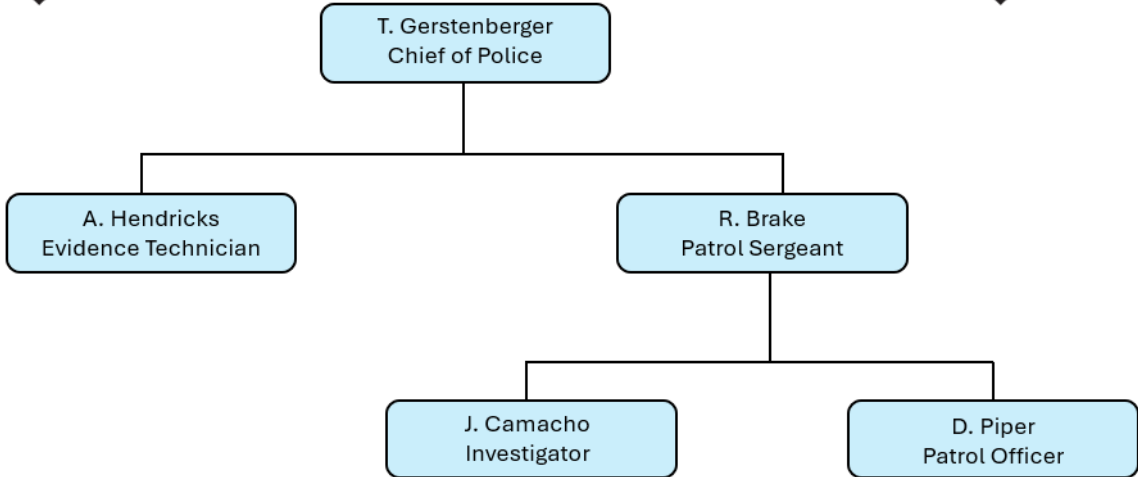 T. Gerstenberger
Chief of Police
A. Hendricks
Evidence Technician
R. Brake
Patrol Sergeant
J. Camacho
Investigator
D. Piper
Patrol Officer